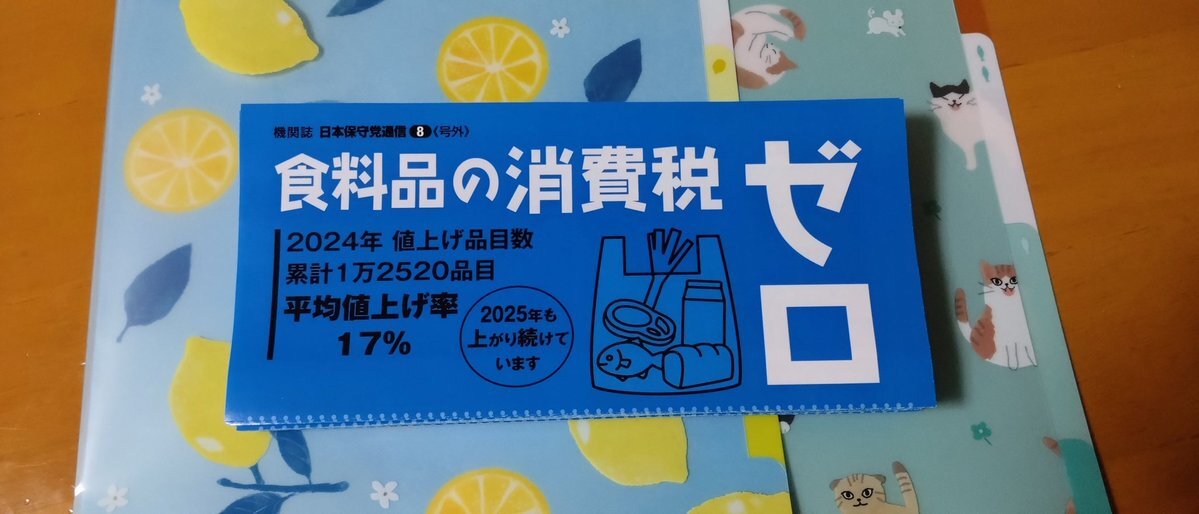 機関誌 日本保守党通信 8 〈号外〉
食料品の消費税
ゼロ
2024年 値上げ品目数
累計1万2520品目
平均値上げ率
17%
2025年も
上がり続けて
います